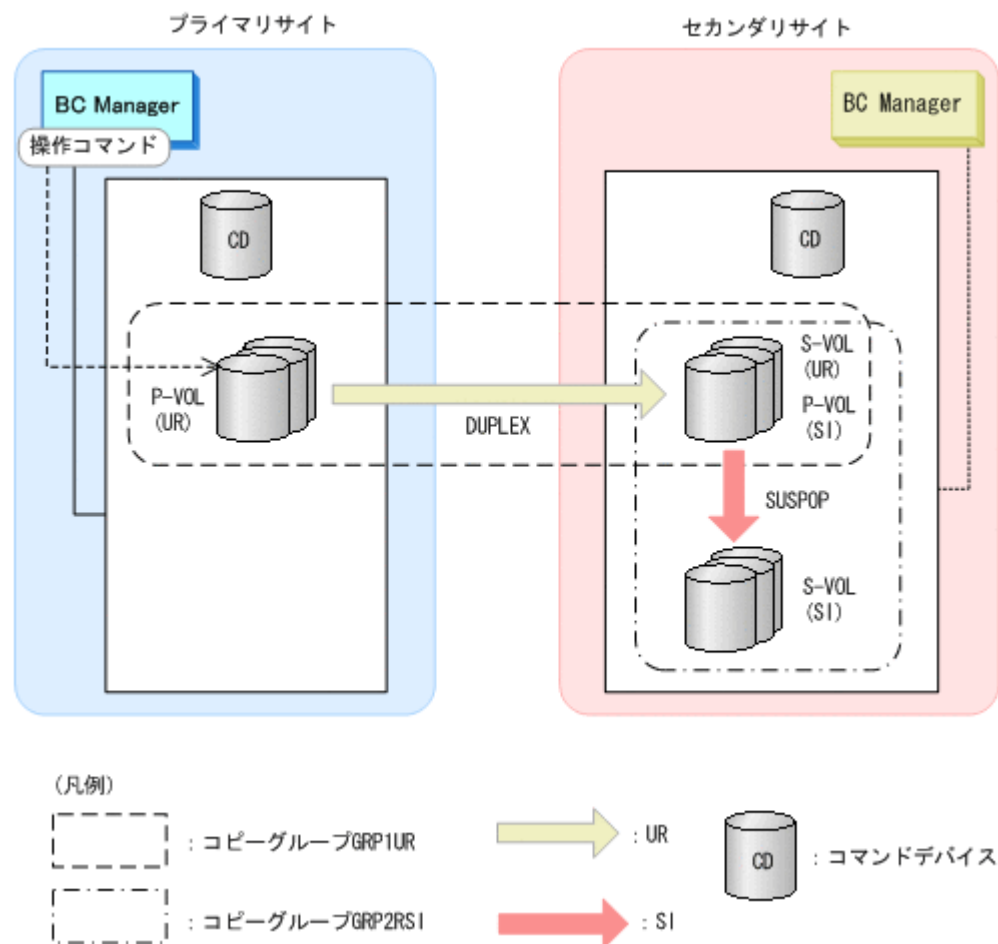 プライマリサイト
セカンダリサイト
BC Manager
操作コマンド
BC Manager
CD
CD
P-VOL
(UR)
DUPLEX
S-VOL
(UR)
P-VOL
(SI)
SUSPOP
S-VOL
(SI)
(凡例)
: コピーグループGRP1UR
: UR
CD
: コマンドデバイス
: コピーグループGRP2RSI
: SI